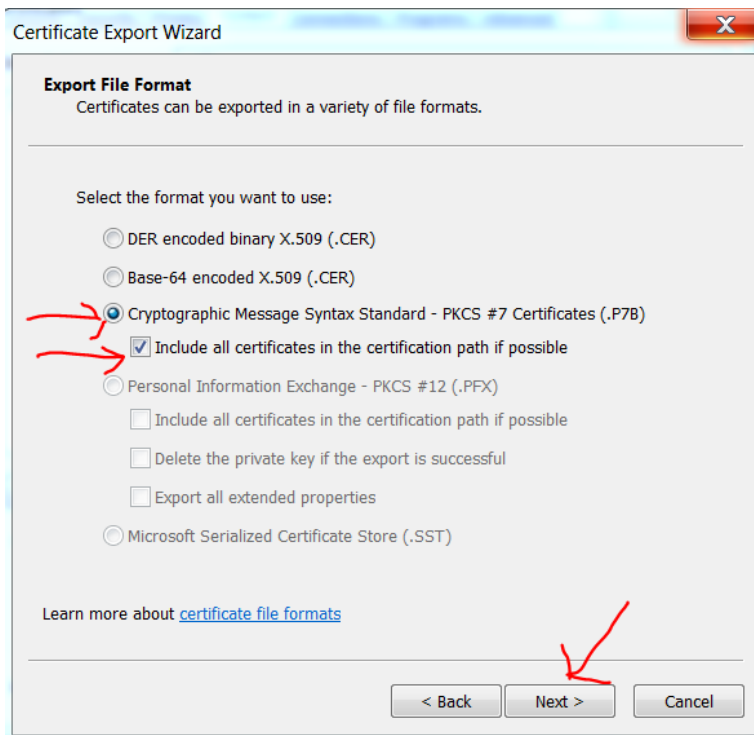 Certificate Export Wizard
Export File Format
Certificates can be exported in a variety of file formats.
Select the format you want to use:
DER encoded binary X.509 (.CER)
Base-64 encoded X.509 (.CER)
Cryptographic Message Syntax Standard - PKCS #7 Certificates (.P7B)
Include all certificates in the certification path if possible
Personal Information Exchange - PKCS #12 (.PFX)
Include all certificates in the certification path if possible
Delete the private key if the export is successful
Export all extended properties
Microsoft Serialized Certificate Store (.SST)
Learn more about certificate file formats
< Back Next > Cancel